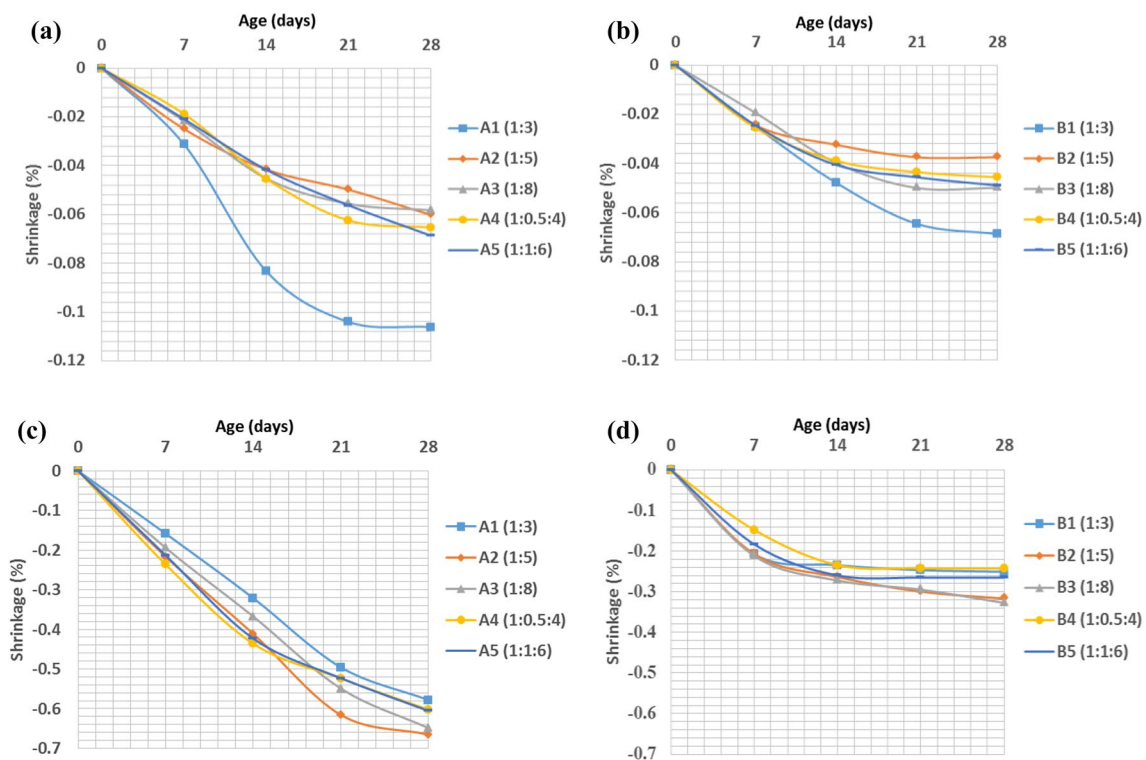 (a)
Age (days)
0 7 14 21 28
0
-0.02
-0.04
-0.06
-0.08
-0.1
-0.12
Shrinkage (%)
A1 (1:3)
A2 (1:5)
A3 (1:8)
A4 (1:0.5:4)
A5 (1:1:6)
(b)
Age (days)
0 7 14 21 28
0
-0.02
-0.04
-0.06
-0.08
-0.1
-0.12
Shrinkage (%)
B1 (1:3)
B2 (1:5)
B3 (1:8)
B4 (1:0.5:4)
B5 (1:1:6)
(c)
Age (days)
0 7 14 21 28
0
-0.1
-0.2
-0.3
-0.4
-0.5
-0.6
-0.7
Shrinkage (%)
A1 (1:3)
A2 (1:5)
A3 (1:8)
A4 (1:0.5:4)
A5 (1:1:6)
(d)
Age (days)
0 7 14 21 28
0
-0.1
-0.2
-0.3
-0.4
-0.5
-0.6
-0.7
Shrinkage (%)
B1 (1:3)
B2 (1:5)
B3 (1:8)
B4 (1:0.5:4)
B5 (1:1:6)